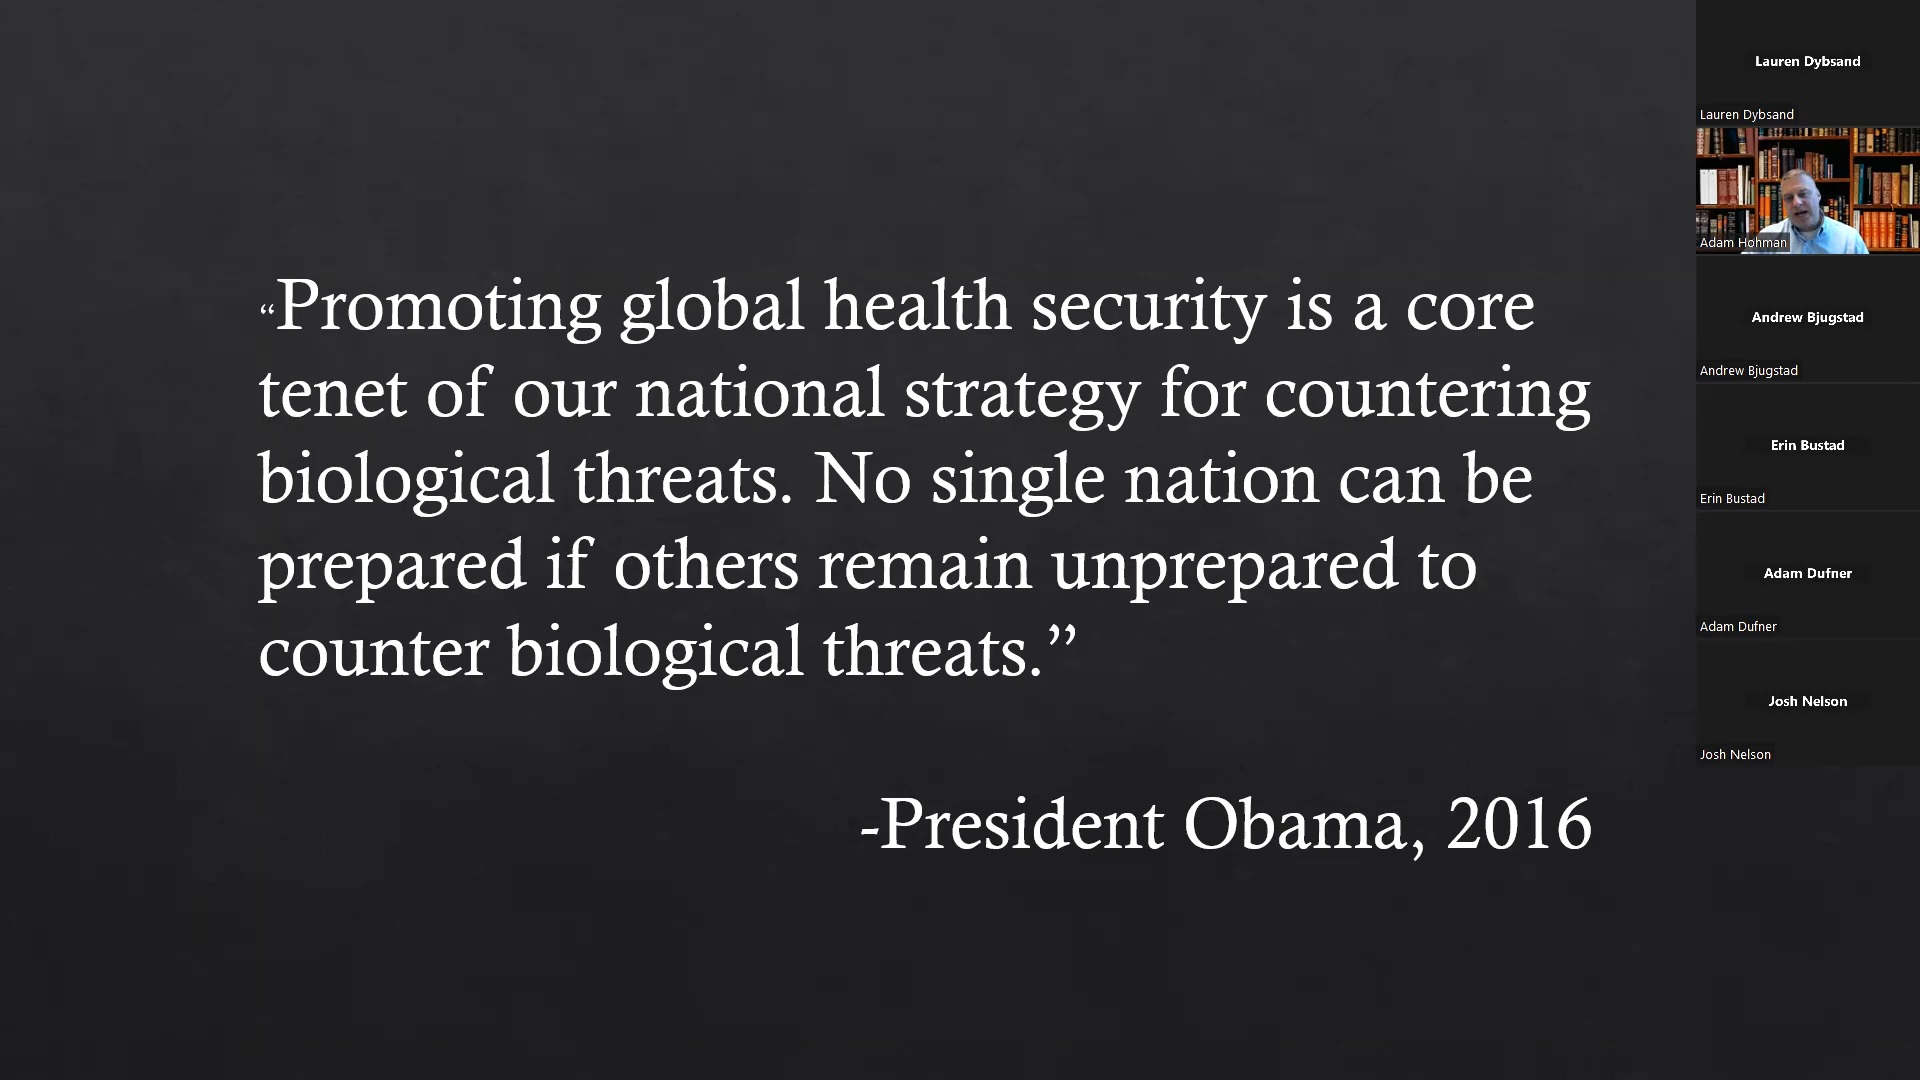 “Promoting global health security is a core
tenet of our national strategy for countering
biological threats. No single nation can be
prepared if others remain unprepared to
counter biological threats.”
-President Obama, 2016
Lauren Dybsand
Lauren Dybsand
Adam Hohman
Andrew Bjugstad
Andrew Bjugstad
Erin Bustad
Erin Bustad
Adam Dufner
Adam Dufner
Josh Nelson
Josh Nelson